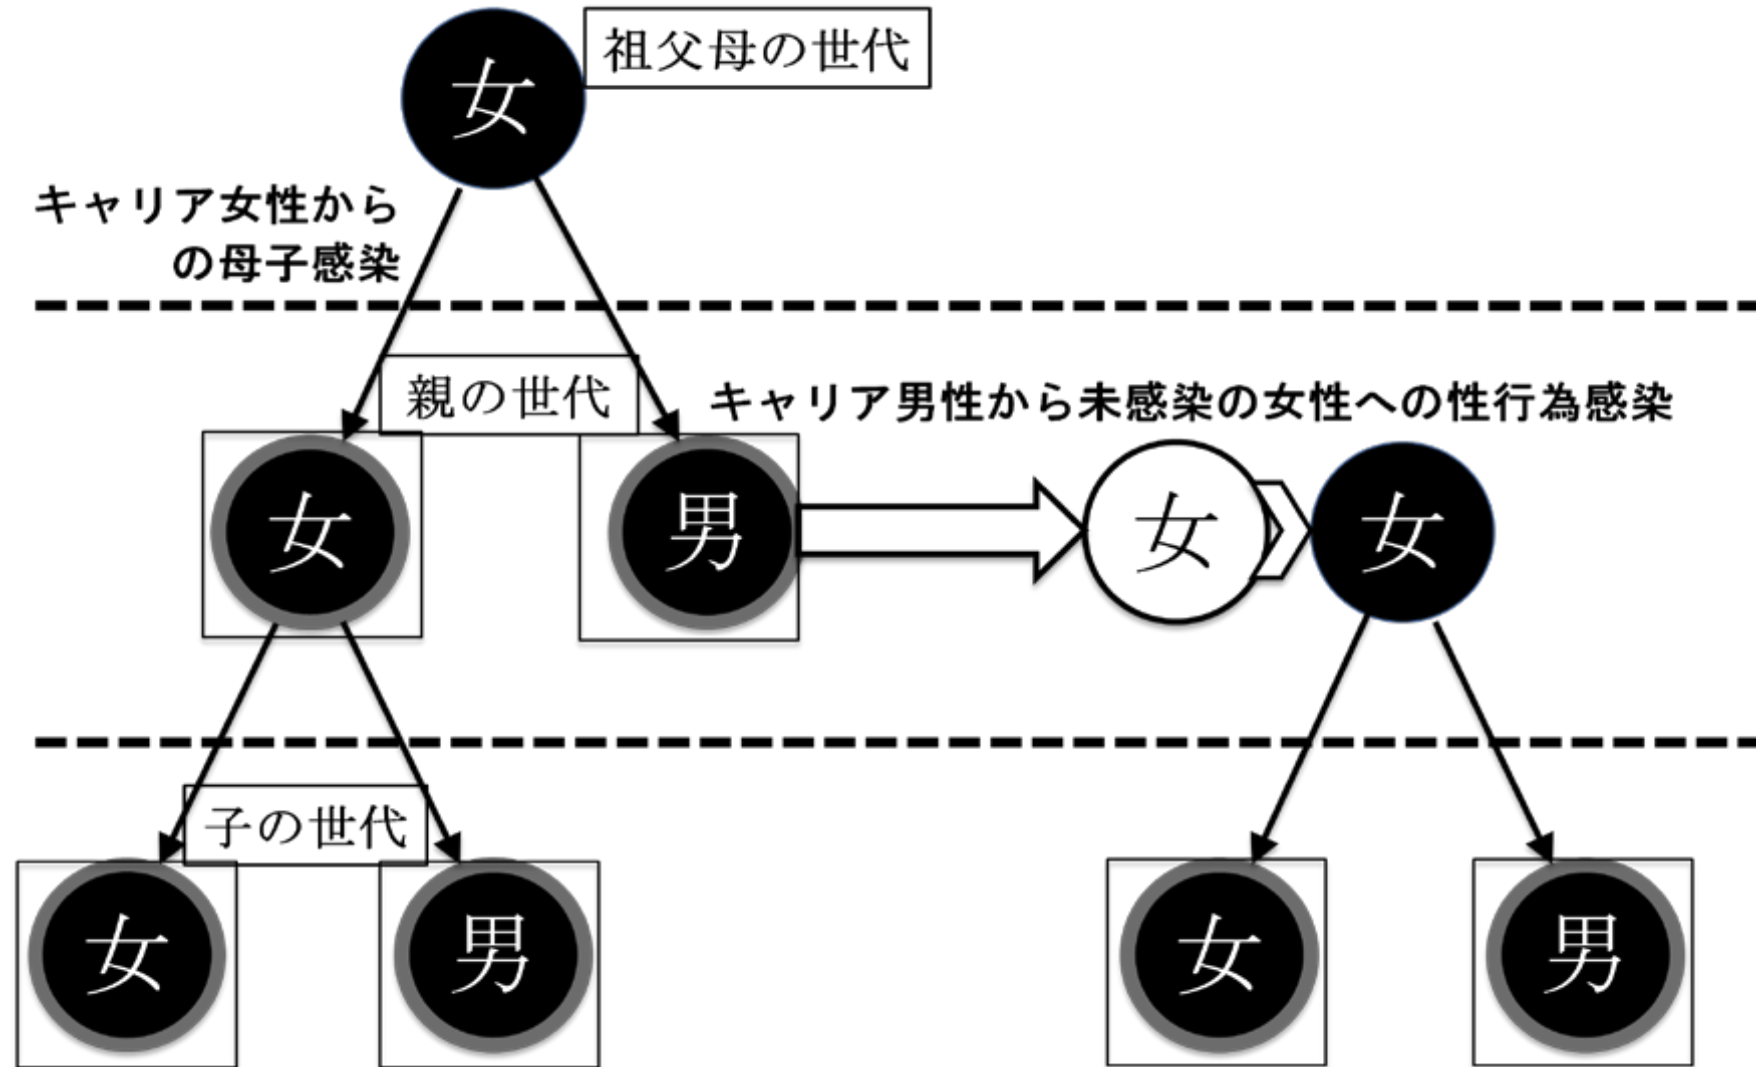 女
祖父母の世代
キャリア女性から
の母子感染
親の世代
キャリア男性から未感染の女性への性行為感染
女
男
女
女
子の世代
女
男
女
男